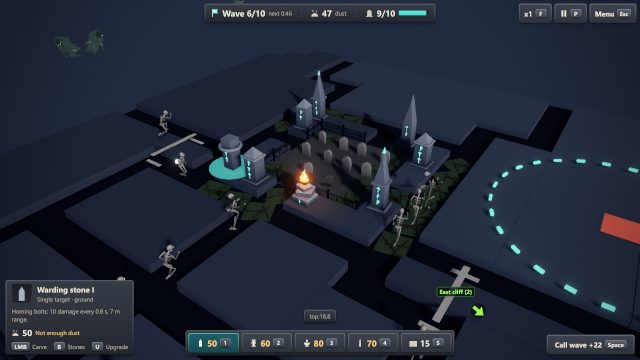 Wave 6/10 next 0:46 47 dust 9/10
x1 F P Menu Esc
East cliff (2)
Warding stone I
Single target · ground
Homing bolts: 10 damage every 0.8 s, 7 m
range.
50 Not enough dust
LMB Carve B Stones U Upgrade
top:18,8
50 1 60 2 80 3 70 4 15 5
Call wave +22 Space